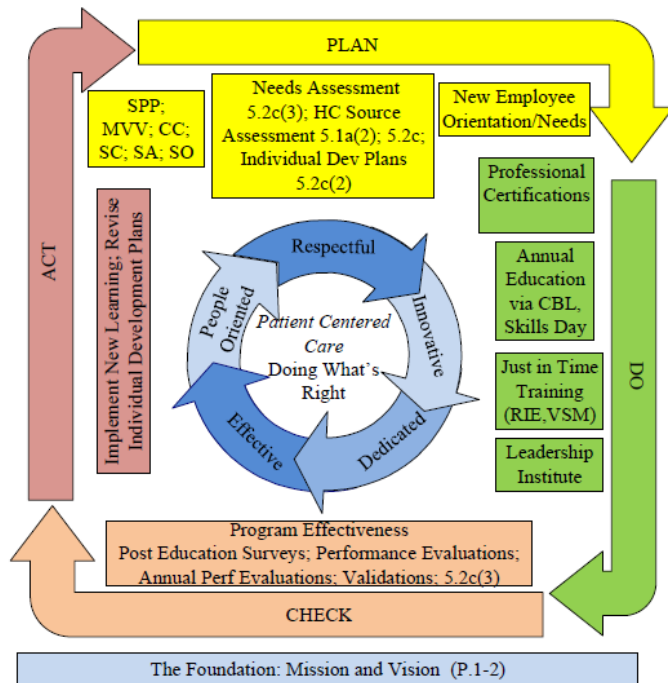 PLAN
SPP;
MVV; CC;
SC; SA; SO
Needs Assessment
5.2c(3); HC Source
Assessment 5.1a(2); 5.2c;
Individual Dev Plans
5.2c(2)
New Employee
Orientation/Needs
Professional
Certifications
Annual
Education
via CBL,
Skills Day
Just in Time
Training
(RIE,VSM)
Leadership
Institute
DO
ACT
Implement New Learning; Revise
Individual Development Plans
Respectful
Innovative
Dedicated
Effective
People
Oriented
Patient Centered
Care
Doing What's
Right
Program Effectiveness
Post Education Surveys; Performance Evaluations;
Annual Perf Evaluations; Validations; 5.2c(3)
CHECK
The Foundation: Mission and Vision (P.1-2)